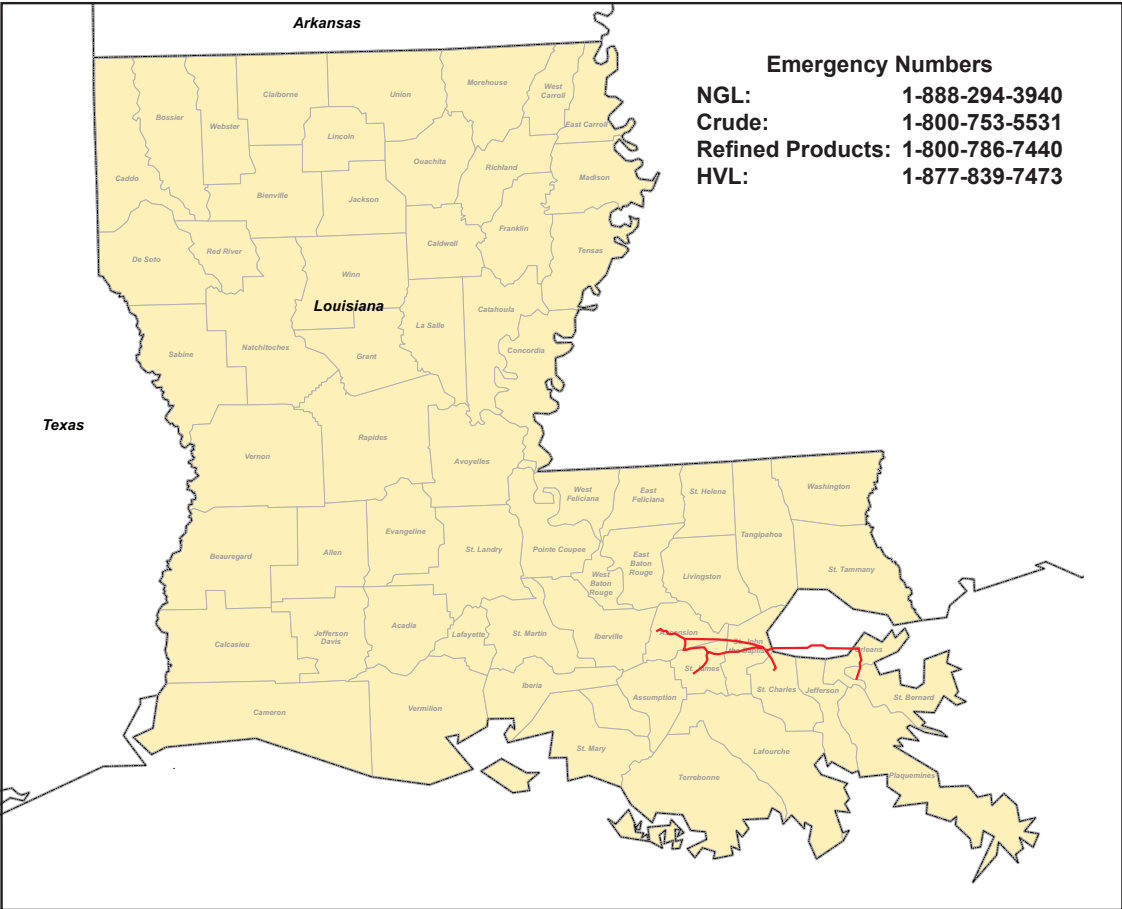 Arkansas
Emergency Numbers
NGL: 1-888-294-3940
Crude: 1-800-753-5531
Refined Products: 1-800-786-7440
HVL: 1-877-839-7473
Claiborne
Union
Morehouse
West
Carroll
Bossier
Webster
Lincoln
East Carroll
Ouachita
Richland
Madison
Caddo
Bienville
Jackson
Franklin
Caldwell
De Soto
Red River
Tensas
Winn
Louisiana
Catahoula
La Salle
Natchitoches
Sabine
Grant
Concordia
Texas
Rapides
Vernon
Avoyelles
West
Feliciana
East
Feliciana
St. Helena
Washington
Evangeline
Tangipahoa
Beauregard
Allen
St. Landry
Pointe Coupee
East
Baton
Rouge
St. Tammany
West
Baton
Rouge
Livingston
Acadia
Jefferson
Davis
Lafayette
St. Martin
Iberville
Ascension
Calcasieu
St. John
the Baptist
Orleans
St. James
Iberia
St. Charles
Jefferson
Assumption
St. Bernard
Cameron
Vermilion
St. Mary
Lafourche
Terrebonne
Plaquemines